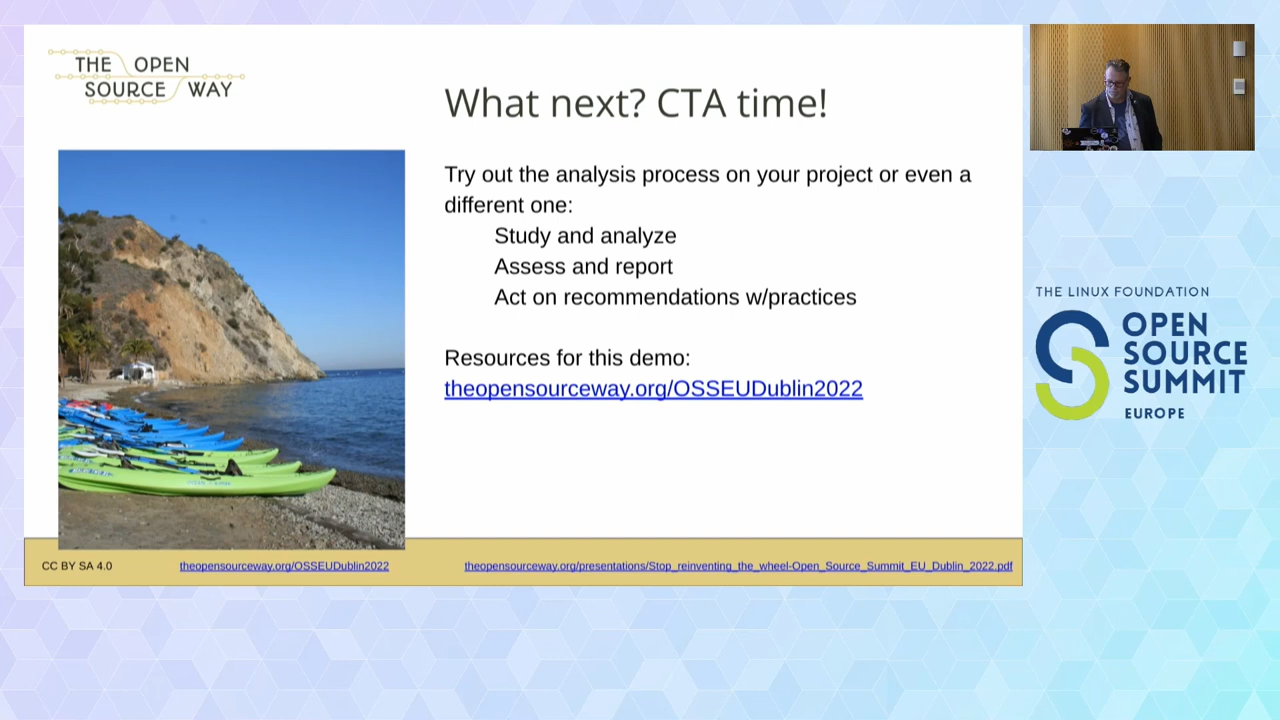 THE OPEN
SOURCE WAY
What next? CTA time!
Try out the analysis process on your project or even a
different one:
Study and analyze
Assess and report
Act on recommendations w/practices
Resources for this demo:
theopensourceway.org/OSSEUDublin2022
CC BY SA 4.0
theopensourceway.org/OSSEUDublin2022
theopensourceway.org/presentations/Stop_reinventing_the_wheel-Open_Source_Summit_EU_Dublin_2022.pdf
THE LINUX FOUNDATION
OPEN
SOURCE
SUMMIT
EUROPE